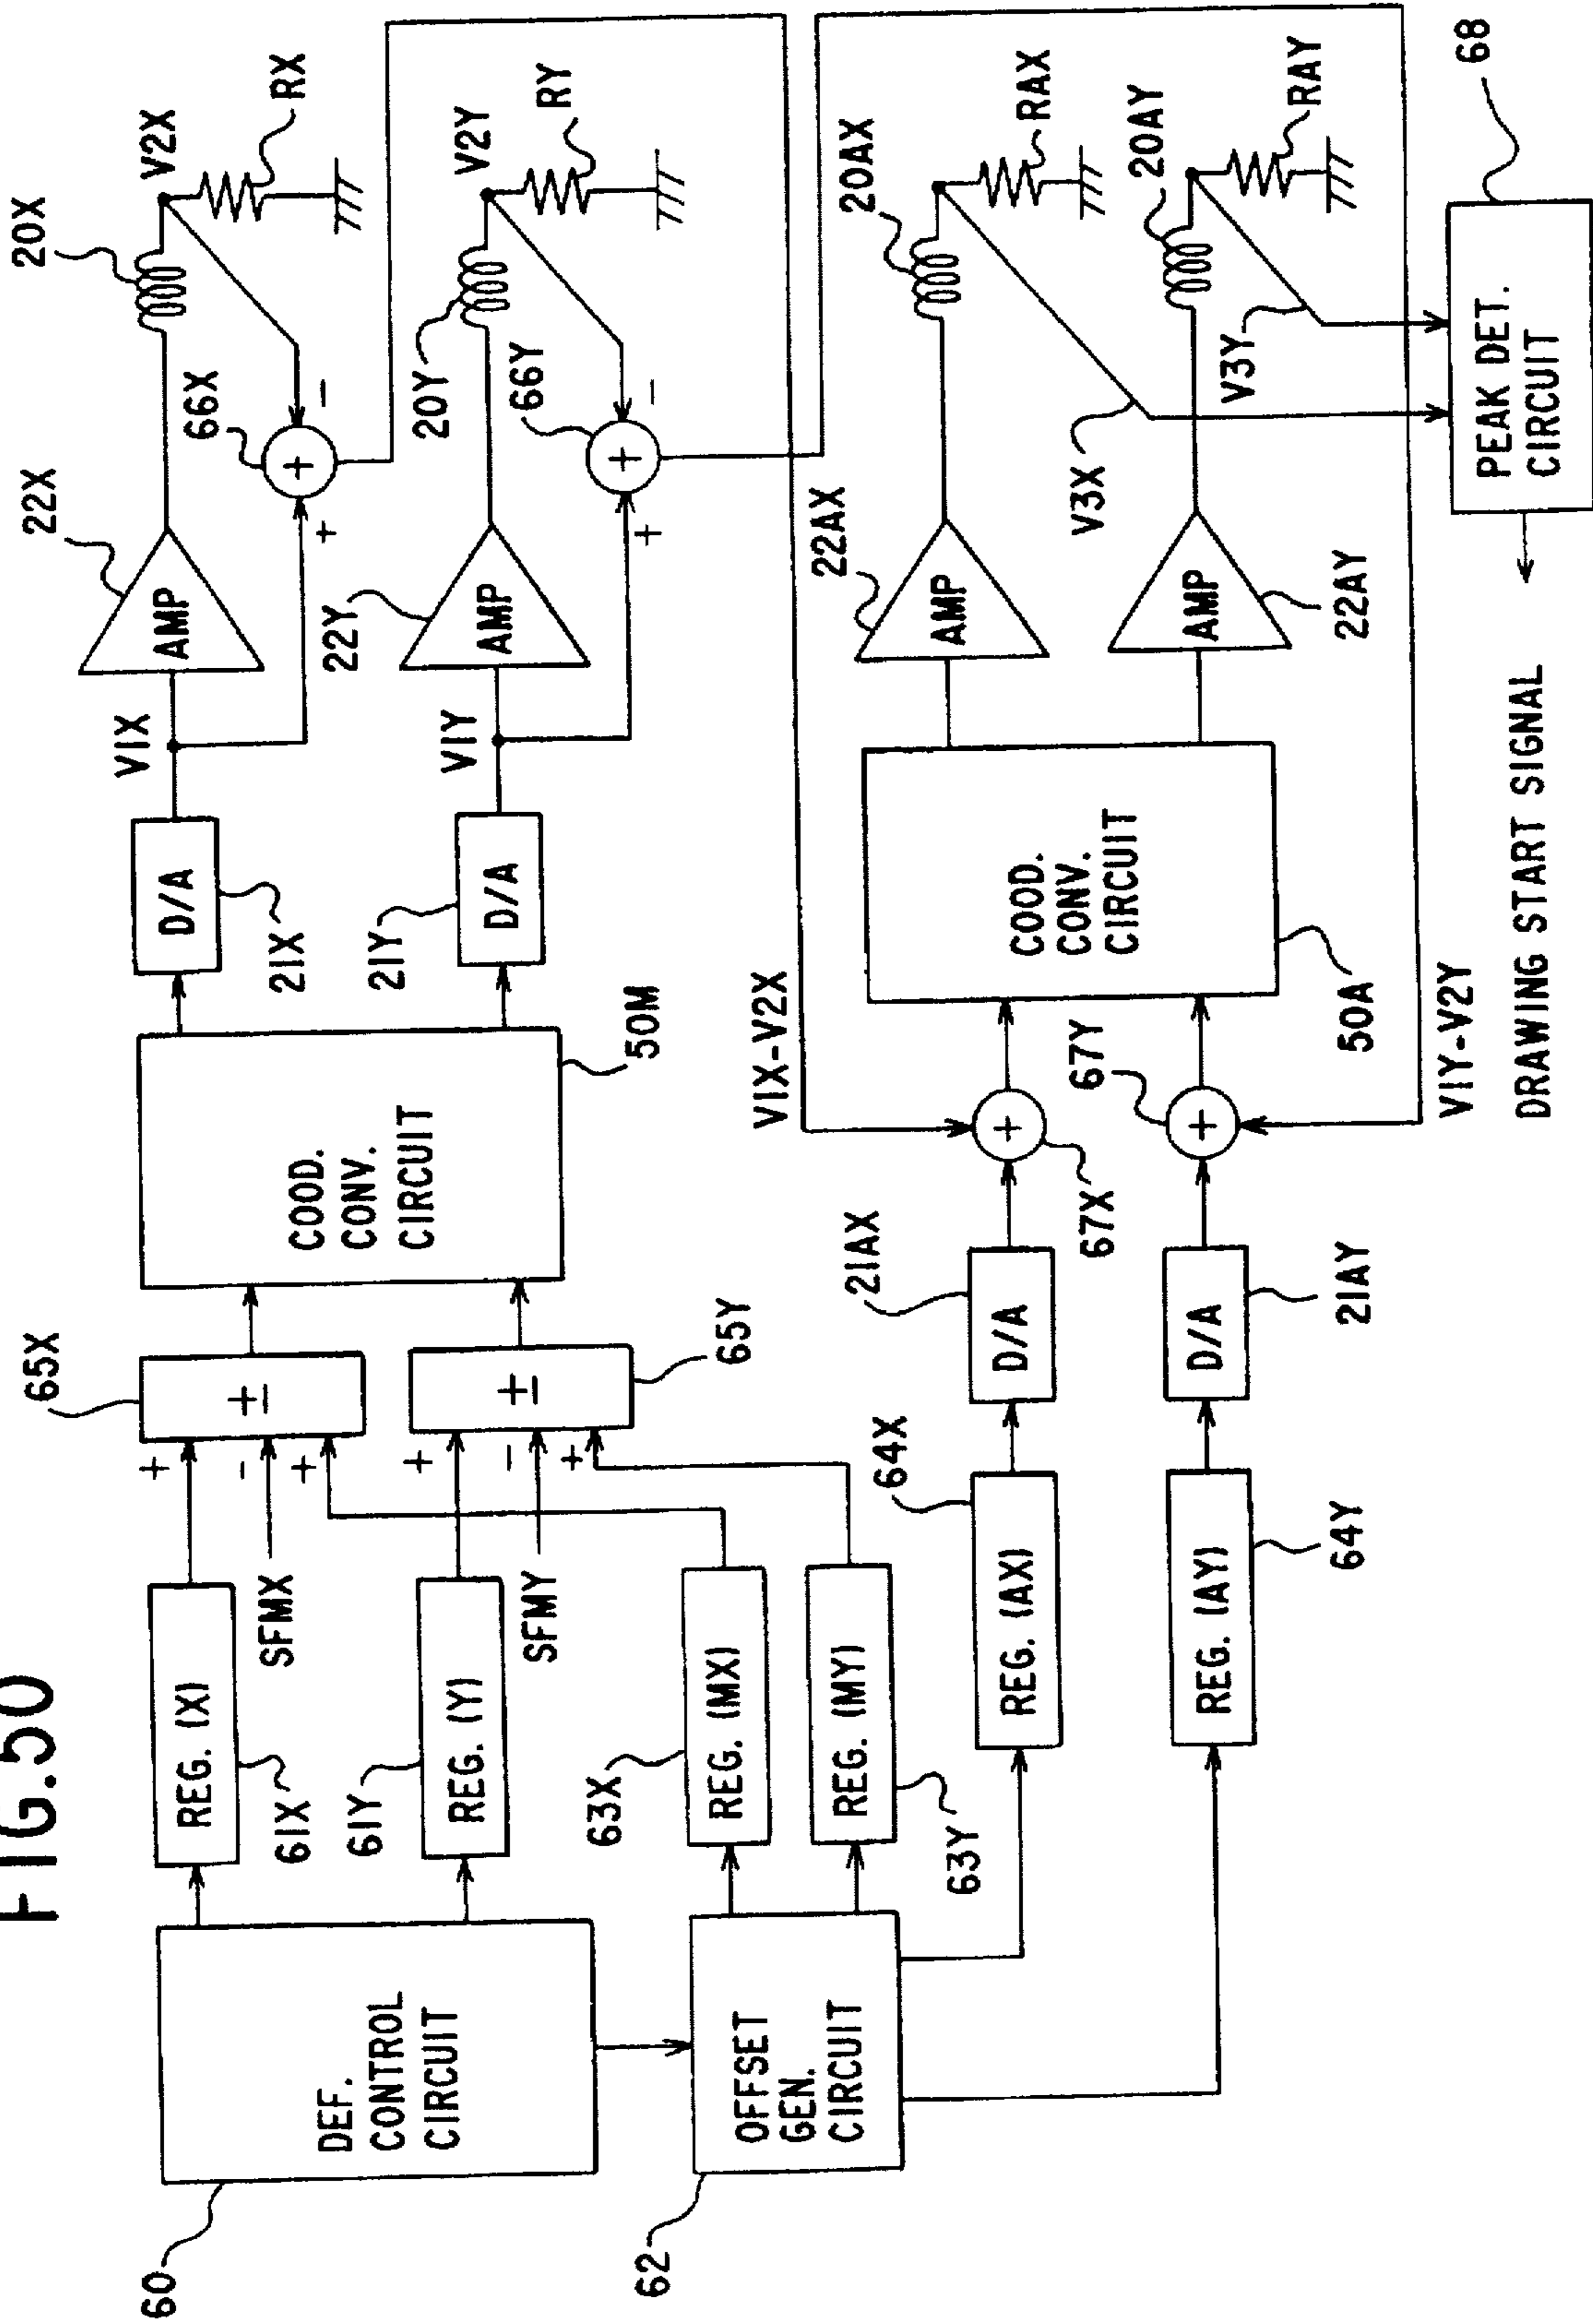 FIG.50
60
DEF.
CONTROL
CIRCUIT
62
OFFSET
GEN.
CIRCUIT
REG. (X)
61X
REG. (Y)
61Y
63X
REG. (MX)
REG. (MY)
63Y
64X
REG. (AX)
REG. (AY)
64Y
65X
+
-
+
±
SFMX
65Y
+
-
+
±
SFMY
COOD.
CONV.
CIRCUIT
50M
D/A
21X
21Y
D/A
V1X
V1Y
22X
AMP
22Y
AMP
20X
V2X
RX
66X
+
+
-
20Y
V2Y
RY
66Y
+
+
-
21AX
D/A
D/A
21AY
V1X-V2X
+
67X
67Y
+
V1Y-V2Y
COOD.
CONV.
CIRCUIT
50A
22AX
AMP
AMP
22AY
20AX
RAX
20AY
RAY
V3X
V3Y
68
PEAK DET.
CIRCUIT
DRAWING START SIGNAL